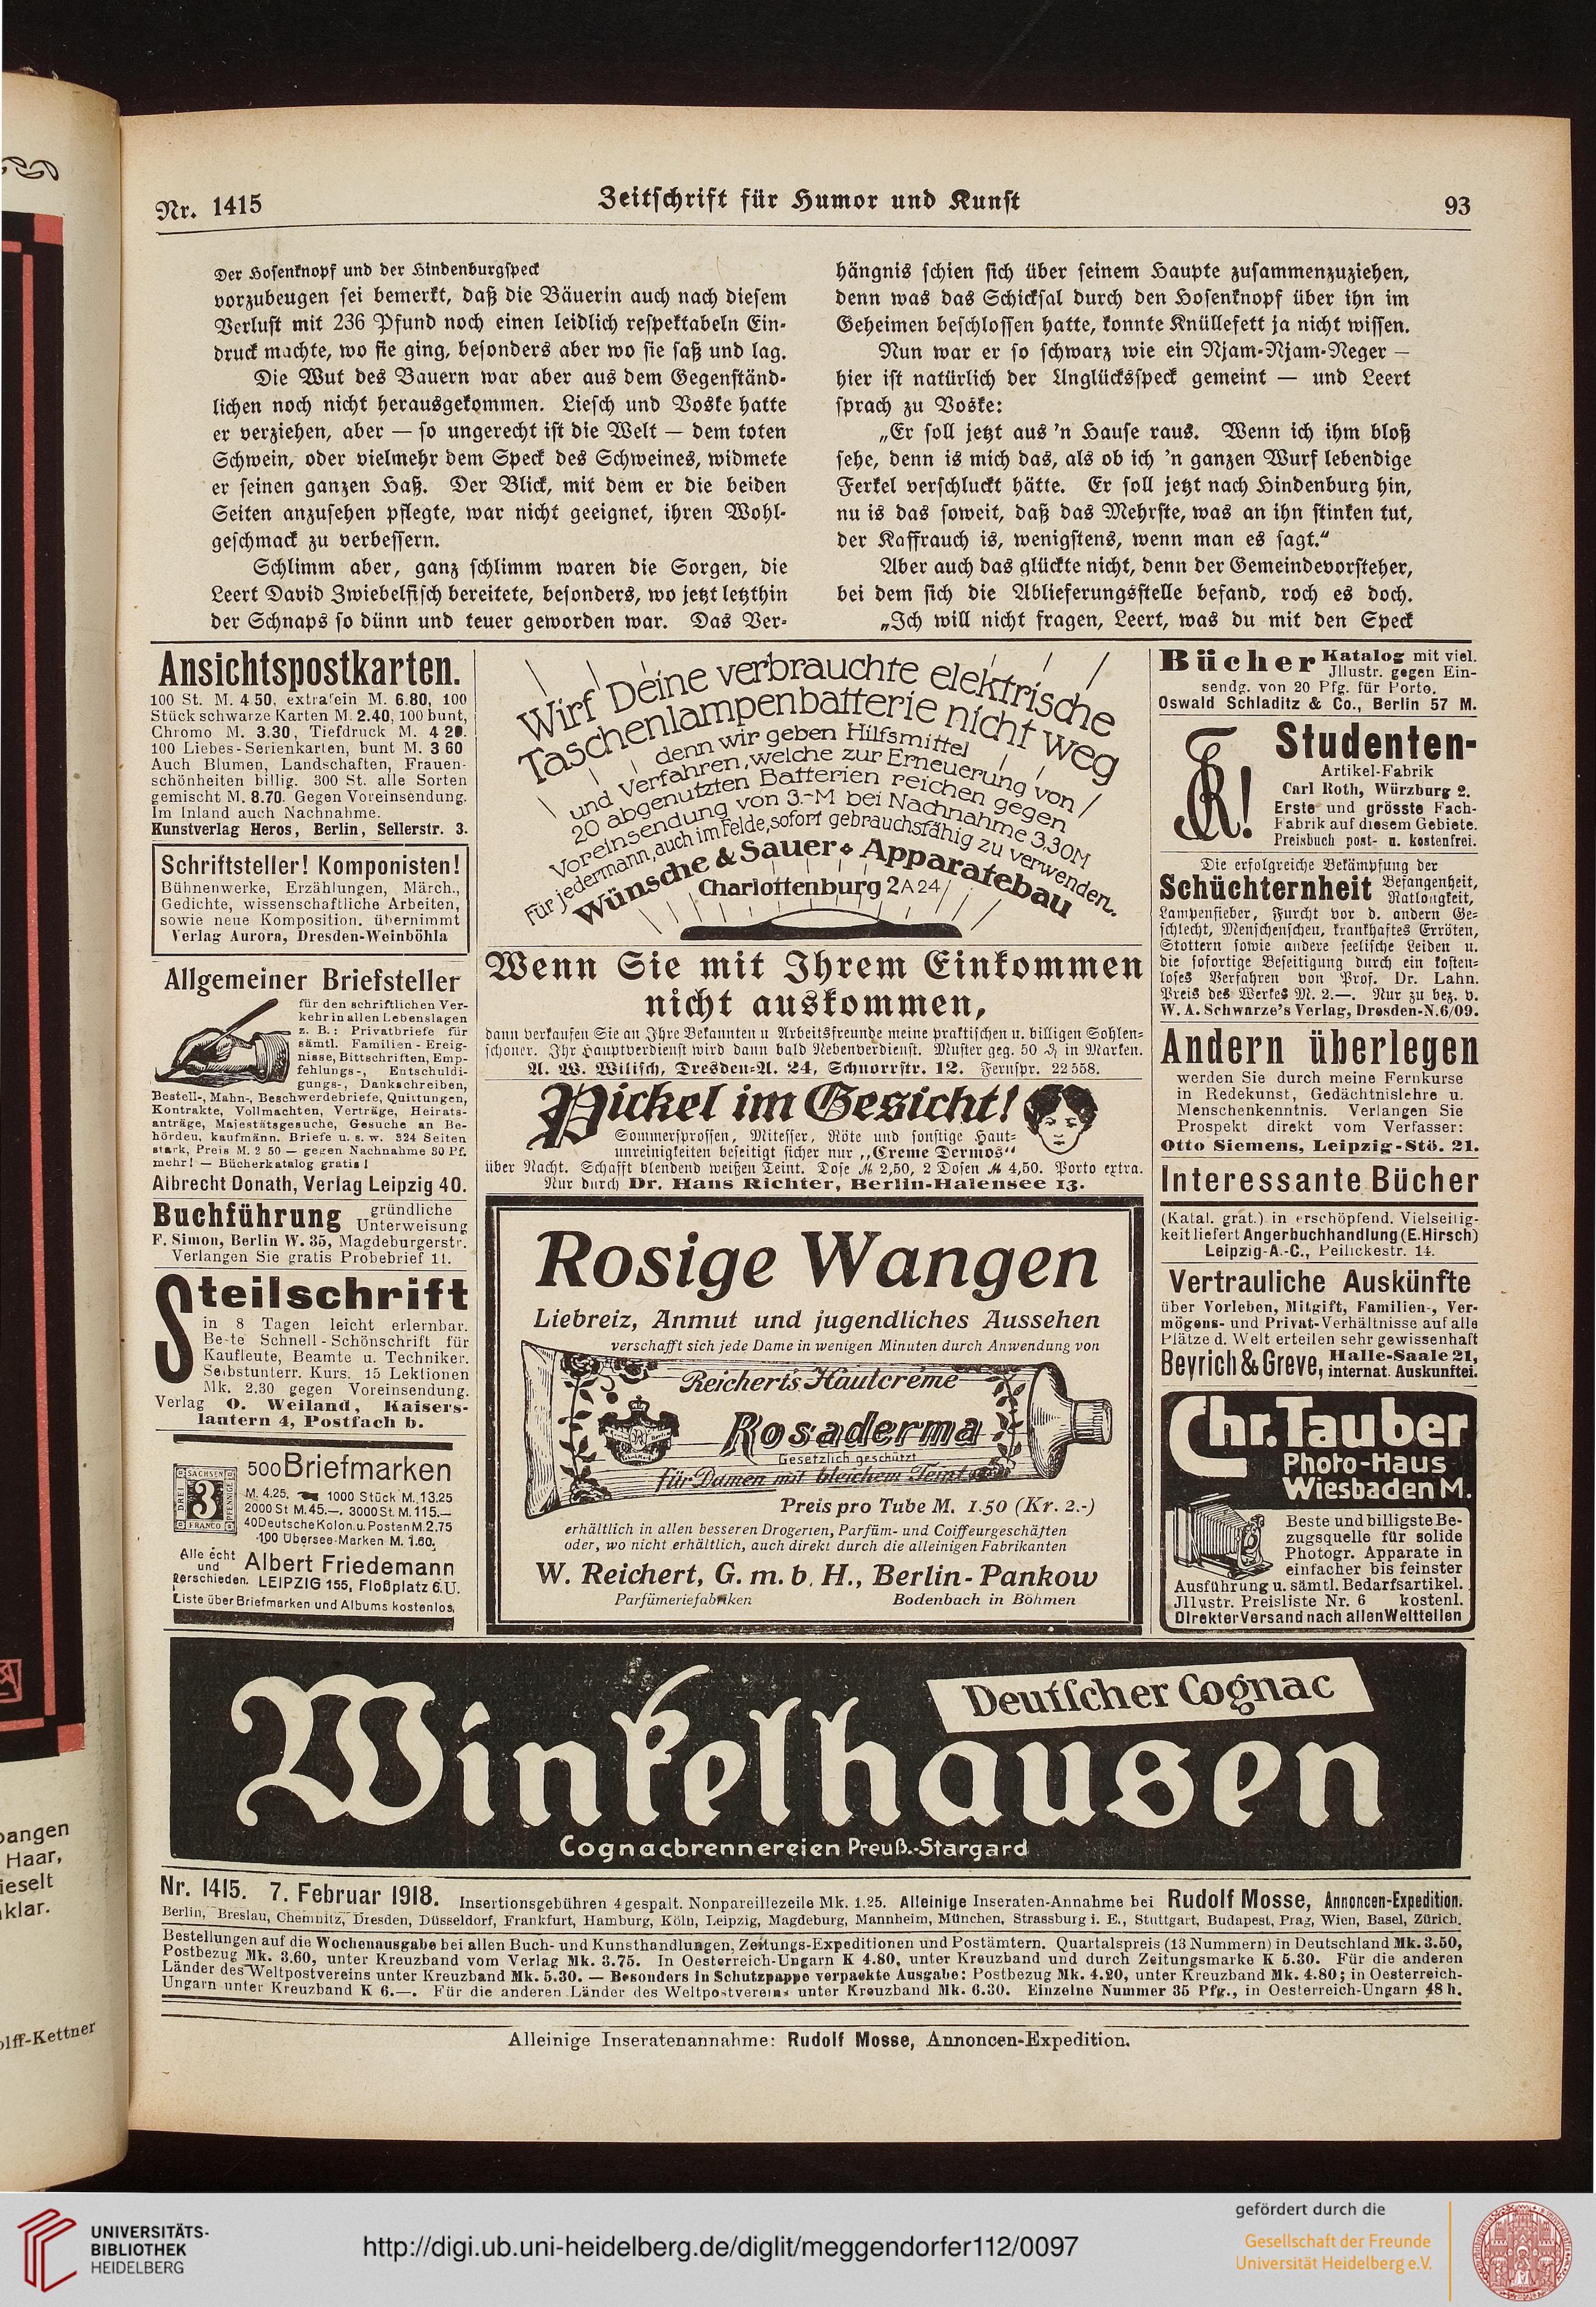 Nr. 1415
Zeitschrift für Humor und Kunst
93
Der Hosenknopf und der Hindenburgspeck
vorzubeugen sei bemerkt, daß die Bäuerin auch nach diesem
Verlust mit 236 Pfund noch einen leidlich respektabeln Ein-
druck machte, wo sie ging, besonders aber wo sie saß und lag.
Die Wut des Bauern war aber aus dem Gegenständ-
lichen noch nicht herausgekommen. Liesch und Voske hatte
er verziehen, aber — so ungerecht ist die Welt — dem toten
Schwein, oder vielmehr dem Speck des Schweines, widmete
er seinen ganzen Haß. Der Blick, mit dem er die beiden
Seiten anzusehen pflegte, war nicht geeignet, ihren Wohl-
geschmack zu verbessern.
Schlimm aber, ganz schlimm waren die Sorgen, die
Leert David Zwiebelfisch bereitete, besonders, wo jetzt letzthin
der Schnaps so dünn und teuer geworden war. Das Ver-
hängnis schien sich über seinem Haupte zusammenzuziehen,
denn was das Schicksal durch den Hosenknopf über ihn im
Geheimen beschlossen hatte, konnte Knüllefett ja nicht wissen.
Nun war er so schwarz wie ein Njam-Njam-Neger —
hier ist natürlich der Unglücksspeck gemeint — und Leert
sprach zu Voske:
„Er soll jetzt aus 'n Hause raus. Wenn ich ihm bloß
sehe, denn is mich das, als ob ich 'n ganzen Wurf lebendige
Ferkel verschluckt hätte. Er soll jetzt nach Hindenburg hin,
nu is das soweit, daß das Mehrste, was an ihn stinken tut,
der Kaffrauch is, wenigstens, wenn man es sagt."
Aber auch das glückte nicht, denn der Gemeindevorsteher,
bei dem sich die Ablieferungsstelle befand, roch es doch.
„Ich will nicht fragen, Leert, was du mit den Speck
Ansichtspostkarten.
100 St. M. 4 50, extrafein M. 6.80, 100
Stück schwarze Karten M. 2.40, 100 bunt,
Chromo M. 3.30, Tiefdruck M. 4 20.
100 Liebes-Serienkarten, bunt M. 3 60
Auch Blumen, Landschaften, Frauen-
schönheiten billig. 300 St. alle Sorten
gemischt M. 8.70. Gegen Voreinsendung.
Im Inland auch Nachnahme.
Kunstverlag Heros, Berlin, Sellerstr. 3.
Schriftsteller! Komponisten!
Bühnenwerke, Erzählungen, Märch.,
Gedichte, wissenschaftliche Arbeiten,
sowie neue Komposition. übernimmt
Verlag Aurora, Dresden-Weinböhla
Allgemeiner Briefsteller
für den schriftlichen Ver-
kehr in allen Lebenslagen
z. B.: Privatbriefe für
sämtl. Familien-Ereig-
nisse, Bittschriften, Emp-
fehlungs-, Entschuldi-
gungs-, Dankschreiben,
Bestell-, Mahn-, Beschwerdebriefe, Quittungen,
Kontrakte, Vollmachten, Verträge, Heirats-
anträge, Majestätsgesuche, Gesuche an Be-
hörden, kaufmänn. Briefe u. s. w. 324 Seiten
stark, Preis M. 2 50 — gegen Nachnahme 30 Pf.
mehr! — Bücherkatalog gratis!
Albrecht Donath, Verlag Leipzig 40.
Buchführung gründliche
Unterweisung
F. Simon, Berlin W. 35, Magdeburgerstr.
Verlangen Sie gratis Probebrief 11.
Steilschrift
in 8 Tagen leicht erlernbar.
Beste Schnell-Schönschrift für
Kaufleute, Beamte u. Techniker.
Selbstunterr. Kurs. 15 Lektionen
Mk. 2.30 gegen Voreinsendung.
Verlag O. Weiland, Kaisers-
lautern 4, Postfach b.
SACHSEN
DREI
3
PFENNIGE
FRANCO
500 Briefmarken
M. 4.25. 1000 Stück M. 13.25
2000 St M. 45.—. 3000 St. M. 115.—
40 Deutsche Kolon. u. Posten M. 2.75
100 Übersee-Marken M. 1.60.
Alle echt
und
verschieden.
Albert Friedemann
LEIPZIG 155, Floßplatz 6. U.
Liste über Briefmarken und Albums kostenlos.
Wirf Deine verbrauchte elektrische
Taschenlampenbatterie nicht weg
denn wir geben Hilfsmittel
und Verfahren, welche zur Erneuerung von
20 abgenutzten Batterien reichen gegen
Voreinsendung von 3.-M bei Nachnahme 3.30M
Für jedermann, auch im Felde, sofort gebrauchsfähig zu verwenden.
Wünsche & Sauer Apparatebau
Charlottenburg 2 A 24
Wenn Sie mit Ihrem Einkommen
nicht auskommen,
dann verkaufen Sie an Ihre Bekannten u Arbeitsfreunde meine praktischen u. billigen Sohlen-
schoner. Ihr Hauptverdienst wird dann bald Nebenverdienst. Muster geg. 50 ₰ in Marken.
A. W. Wilisch, Dresden-A. 24, Schnorrstr. 12. Fernspr. 22 558.
Pickel im Gesicht!
Sommersprossen, Mitesser, Röte und sonstige Haut-
unreinigkeiten beseitigt sicher nur „Creme Dermos"
über Nacht. Schafft blendend weißen Teint. Dose ℳ 2,50, 2 Dosen ℳ 4,50. Porto extra.
Nur durch Dr. Hans Richter, Berlin-Halensee 13.
Rosige Wangen
Liebreiz, Anmut und jugendliches Aussehen
verschafft sich jede Dame in wenigen Minuten durch Anwendung von
Reichert's Hautcrème
Rosaderma
Gesetzlich geschützt
für Damen mit bleichem Teint
Preis pro Tube M. 1.50 (Kr. 2.-)
erhältlich in allen besseren Drogerien, Parfüm- und Coiffeurgeschäften
oder, wo nicht erhältlich, auch direkt durch die alleinigen Fabrikanten
W. Reichert, G. m. b. H., Berlin-Pankow
Parfümeriefabriken Bodenbach in Böhmen
Bücher Katalog mit viel.
Jllustr. gegen Ein-
sendg. von 20 Pfg. für Porto.
Oswald Schladitz & Co., Berlin 57 M.
Studenten-
Artikel-Fabrik
Carl Roth, Würzburg 2.
Erste und grösste Fach-
Fabrik auf diesem Gebiete.
Preisbuch post- u. kostenfrei.
Die erfolgreiche Bekämpfung der
Schüchternheit Befangenheit,
Ratlosigkeit,
Lampenfieber, Furcht vor d. andern Ge-
schlecht, Menschenscheu, krankhaftes Erröten,
Stottern sowie andere seelische Leiden u.
die sofortige Beseitigung durch ein kosten-
loses Verfahren von Prof. Dr. Lahn.
Preis des Werkes M. 2.—. Nur zu bez. v.
W. A. Schwarze's Verlag, Dresden-N. 6/09.
Andern überlegen
werden Sie durch meine Fernkurse
in Redekunst, Gedächtnislehre u.
Menschenkenntnis. Verlangen Sie
Prospekt direkt vom Verfasser:
Otto Siemens, Leipzig-Stö. 21.
Interessante Bücher
(Katal. grat.) in erschöpfend. Vielseitig-
keit liefert Angerbuchhandlung (E. Hirsch)
Leipzig-A.-C., Peilickestr. 14.
Vertrauliche Auskünfte
über Vorleben, Mitgift, Familien-, Ver-
mögens- und Privat-Verhältnisse auf alle
Plätze d. Welt erteilen sehr gewissenhaft
Beyrich & Greve, Halle-Saale 21,
internat. Auskunftei.
Chr. Tauber
Photo-Haus
Wiesbaden M.
Beste und billigste Be-
zugsquelle für solide
Photogr. Apparate in
einfacher bis feinster
Ausführung u. sämtl. Bedarfsartikel.
Jllustr. Preisliste Nr. 6 kostenl.
Direkter Versand nach allen Weltteilen
Deutscher Cognac
Winkelhausen
Cognacbrennereien Preuß.-Stargard
Nr. 1415. 7. Februar 1918. Insertionsgebühren 4gespalt. Nonpareillezeile Mk. 1.25. Alleinige Inseraten-Annahme bei Rudolf Mosse, Annoncen-Expedition.
Berlin, Breslau, Chemnitz, Dresden, Düsseldorf, Frankfurt, Hamburg, Köln, Leipzig, Magdeburg, Mannheim, München, Strassburg i. E., Stuttgart, Budapest, Prag, Wien, Basel, Zürich.
Bestellungen auf die Wochenausgabe bei allen Buch- und Kunsthandlungen, Zeitungs-Expeditionen und Postämtern. Quartalspreis (13 Nummern) in Deutschland Mk. 3.50,
Postbezug Mk. 3.60, unter Kreuzband vom Verlag Mk. 3.75. In Oesterreich-Ungarn K 4.80, unter Kreuzband und durch Zeitungsmarke K 5.30. Für die anderen
Länder des Weltpostvereins unter Kreuzband Mk. 5.30. — Besonders in Schutzpappe verpackte Ausgabe: Postbezug Mk. 4.20, unter Kreuzband Mk. 4.80; in Oesterreich-
Ungarn unter Kreuzband K 6.—. Für die anderen Länder des Weltpostvereins unter Kreuzband Mk. 6.30. Einzelne Nummer 35 Pfg., in Oesterreich-Ungarn 48 h.
Alleinige Inseratenannahme: Rudolf Mosse, Annoncen-Expedition.
angen
Haar,
ieselt
klar.
olff-Kettner
UNIVERSITÄTS-
BIBLIOTHEK
HEIDELBERG
http://digi.ub.uni-heidelberg.de/diglit/meggendorfer112/0097
gefördert durch die
Gesellschaft der Freunde
Universität Heidelberg e.V.